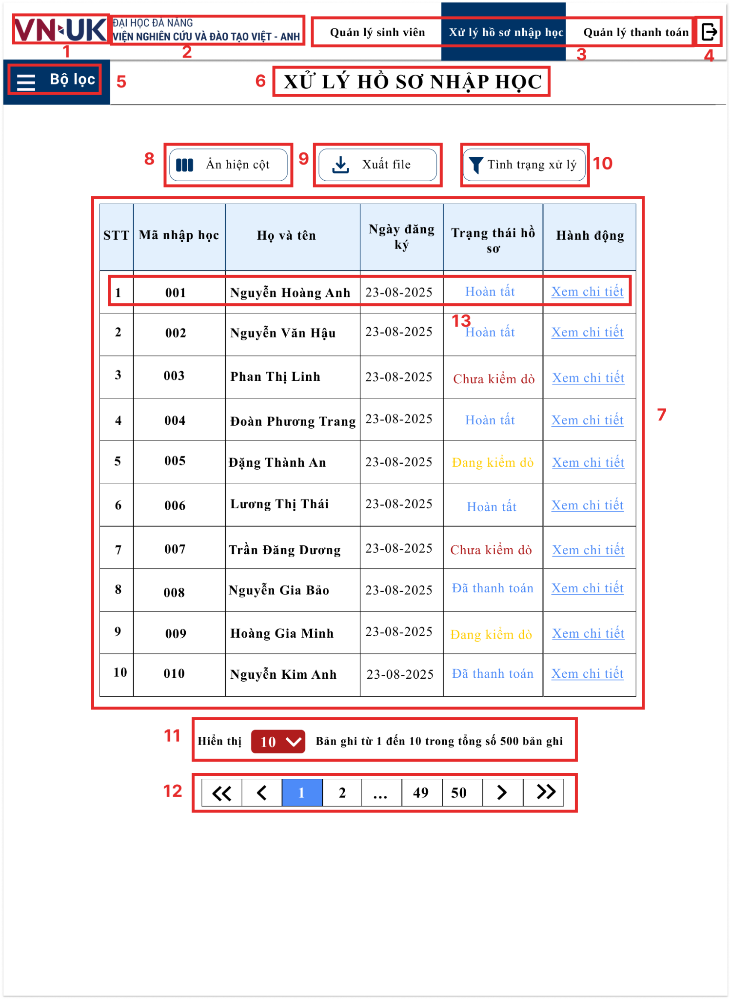 VN-UK
ĐẠI HỌC ĐÀ NẴNG
VIỆN NGHIÊN CỨU VÀ ĐÀO TẠO VIỆT - ANH
Quản lý sinh viên
Xử lý hồ sơ nhập học
Quản lý thanh toán
1
2
3
4
Bộ lọc
5
6
XỬ LÝ HỒ SƠ NHẬP HỌC
8
Ẩn hiện cột
9
Xuất file
Tình trạng xử lý
10
STT Mã nhập học Họ và tên Ngày đăng ký Trạng thái hồ sơ Hành động
1 001 Nguyễn Hoàng Anh 23-08-2025 Hoàn tất Xem chi tiết
13
2 002 Nguyễn Văn Hậu 23-08-2025 Hoàn tất Xem chi tiết
3 003 Phan Thị Linh 23-08-2025 Chưa kiểm dò Xem chi tiết
7
4 004 Đoàn Phương Trang 23-08-2025 Hoàn tất Xem chi tiết
5 005 Đặng Thành An 23-08-2025 Đang kiểm dò Xem chi tiết
6 006 Lương Thị Thái 23-08-2025 Hoàn tất Xem chi tiết
7 007 Trần Đăng Dương 23-08-2025 Chưa kiểm dò Xem chi tiết
8 008 Nguyễn Gia Bảo 23-08-2025 Đã thanh toán Xem chi tiết
9 009 Hoàng Gia Minh 23-08-2025 Đang kiểm dò Xem chi tiết
10 010 Nguyễn Kim Anh 23-08-2025 Đã thanh toán Xem chi tiết
11
Hiển thị 10 Bản ghi từ 1 đến 10 trong tổng số 500 bản ghi
12
<< < 1 2 ... 49 50 > >>